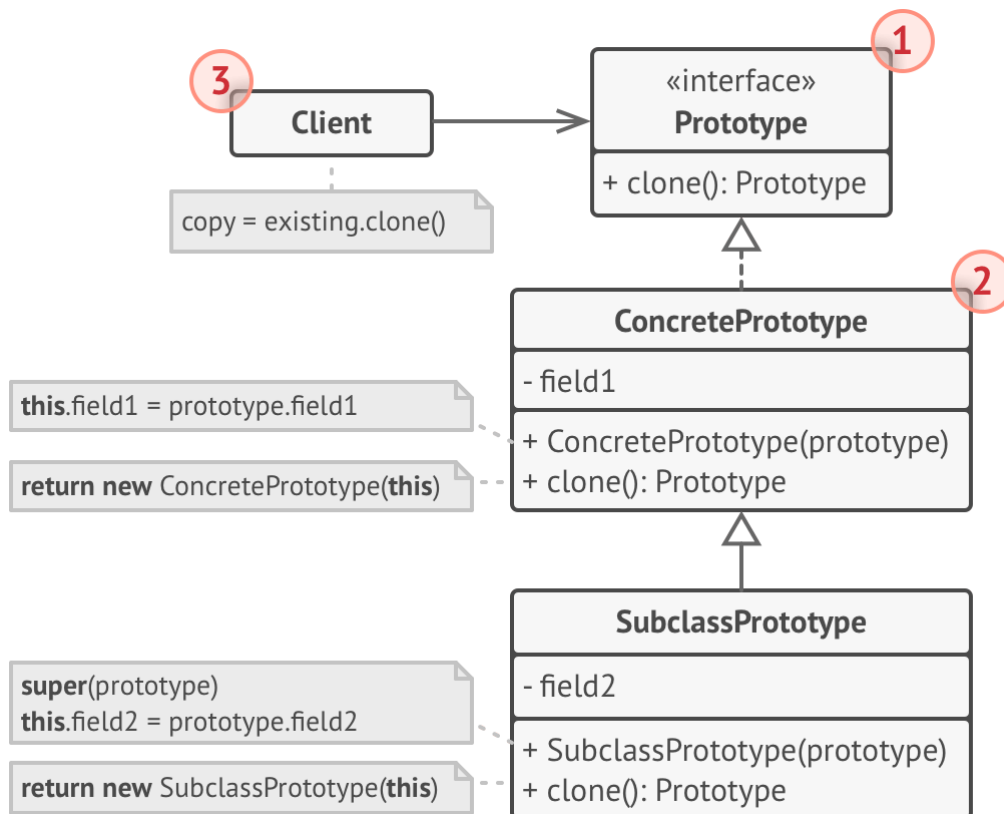 1
«interface»
Prototype
+ clone(): Prototype
3
Client
copy = existing.clone()
2
ConcretePrototype
- field1
+ ConcretePrototype(prototype)
+ clone(): Prototype
this.field1 = prototype.field1
return new ConcretePrototype(this)
SubclassPrototype
- field2
+ SubclassPrototype(prototype)
+ clone(): Prototype
super(prototype)
this.field2 = prototype.field2
return new SubclassPrototype(this)